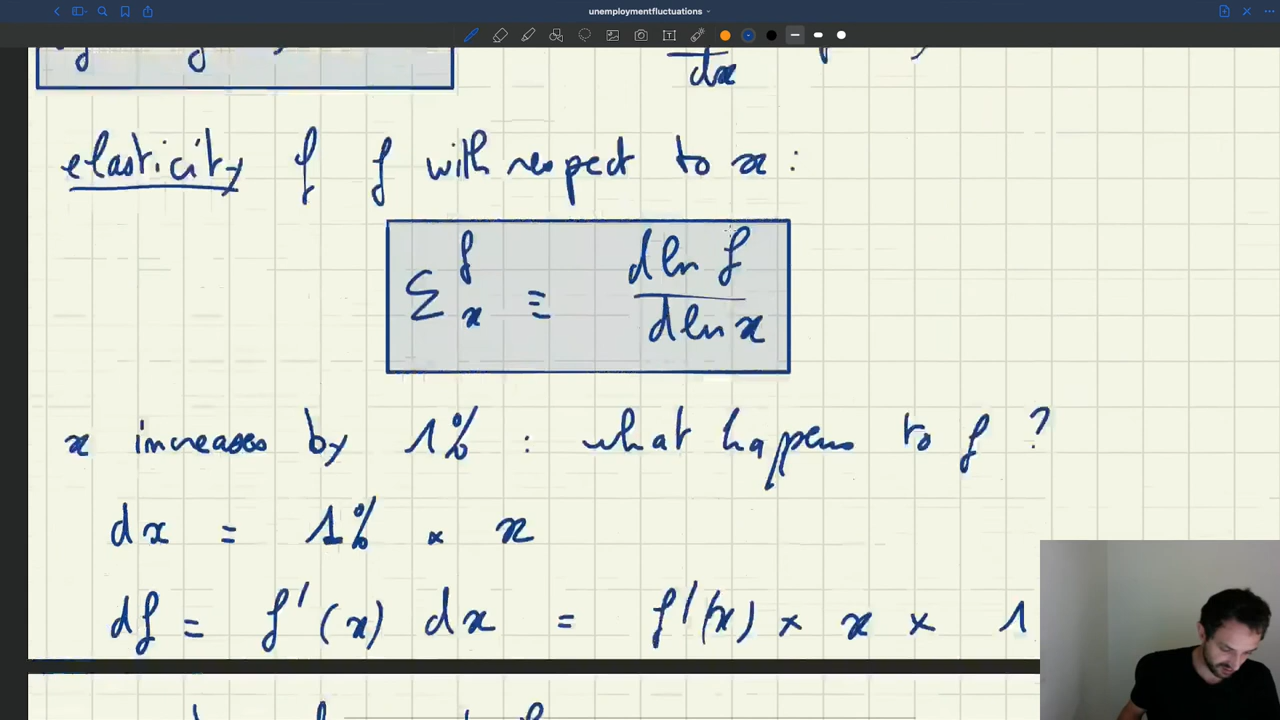 unemploymentfluctuations
dx
elasticity of f with respect to x :
ε^f_x ≡ d ln f / d ln x
x increases by 1% : what happens to f ?
dx = 1% × x
df = f'(x) dx = f'(x) × x × 1